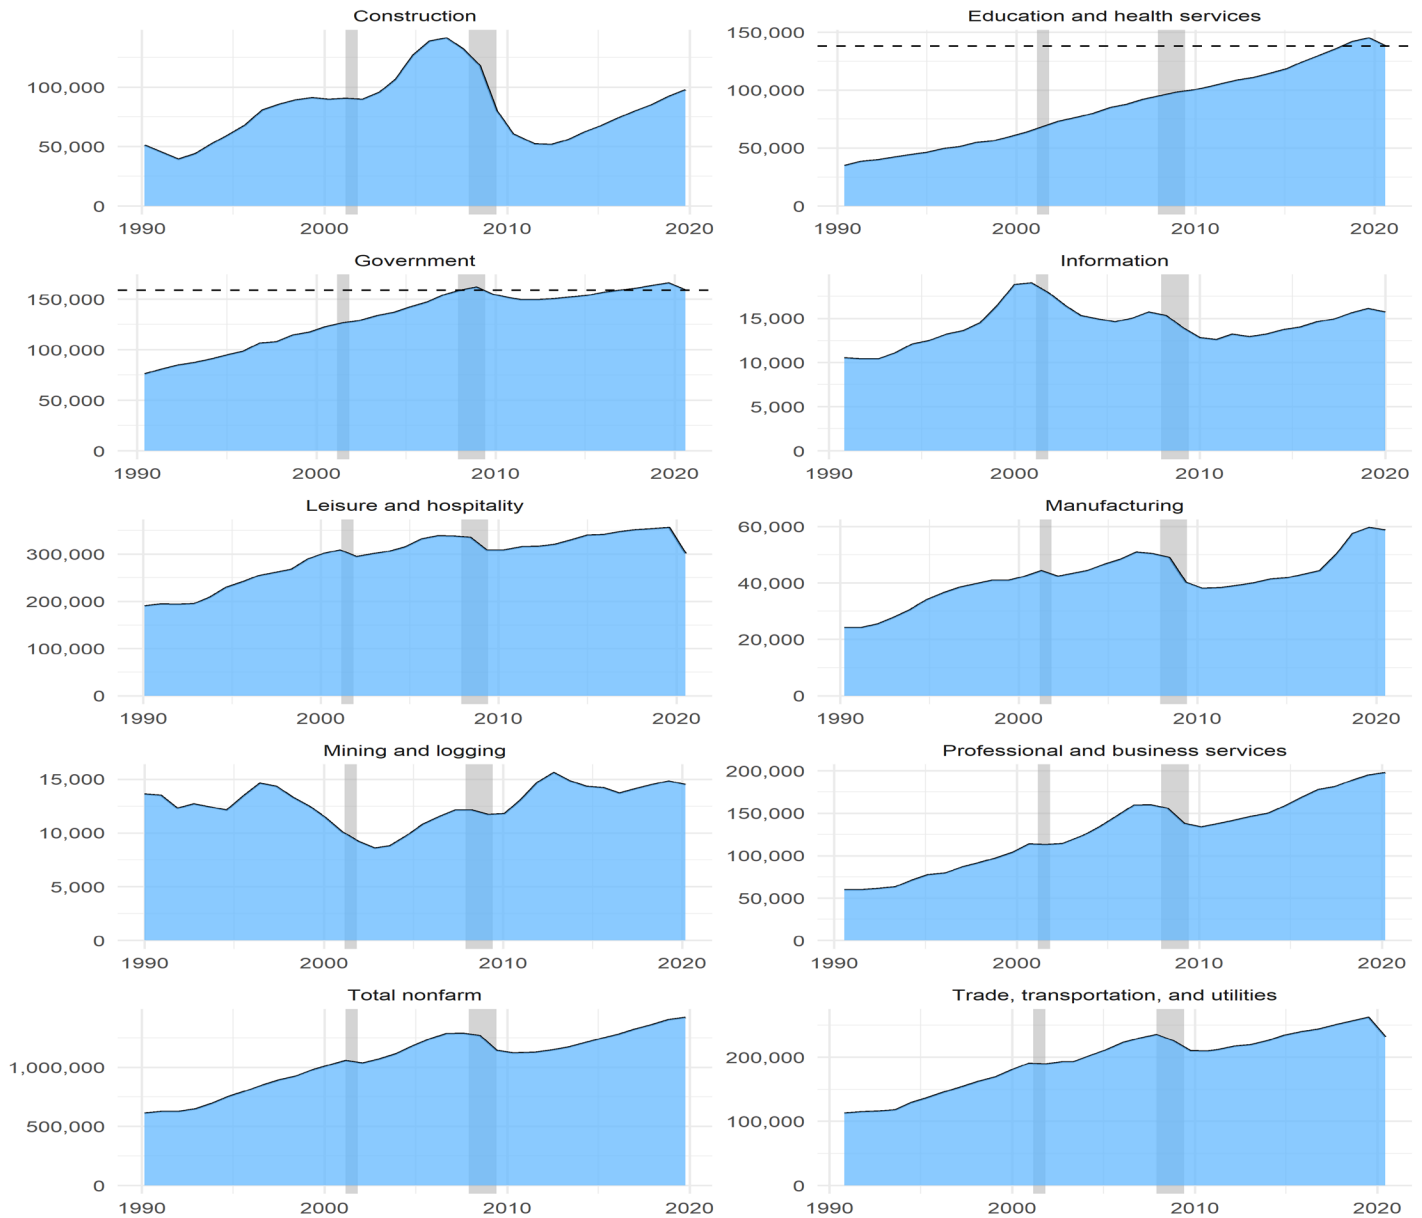 Construction
100,000
50,000
0
1990 2000 2010 2020
Education and health services
150,000
100,000
50,000
0
1990 2000 2010 2020
Government
150,000
100,000
50,000
0
1990 2000 2010 2020
Information
15,000
10,000
5,000
0
1990 2000 2010 2020
Leisure and hospitality
300,000
200,000
100,000
0
1990 2000 2010 2020
Manufacturing
60,000
40,000
20,000
0
1990 2000 2010 2020
Mining and logging
15,000
10,000
5,000
0
1990 2000 2010 2020
Professional and business services
200,000
150,000
100,000
50,000
0
1990 2000 2010 2020
Total nonfarm
1,000,000
500,000
0
1990 2000 2010 2020
Trade, transportation, and utilities
200,000
100,000
0
1990 2000 2010 2020